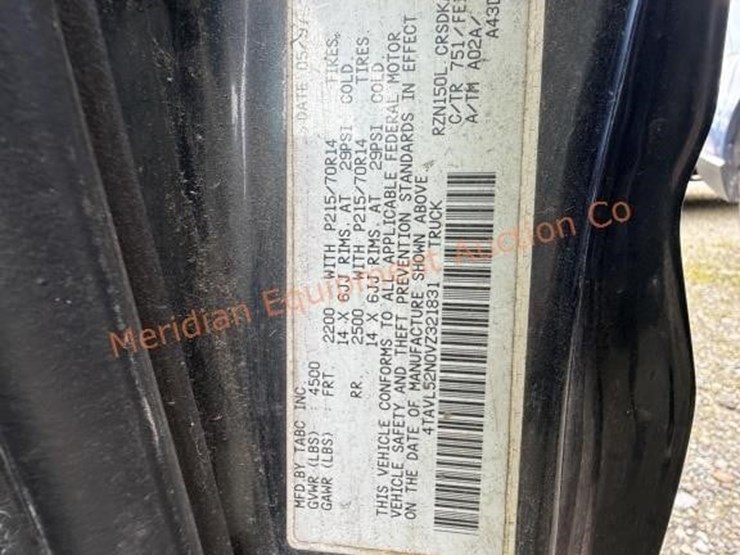 MFD.BY TABC INC. DATE 05/97
GVWR (LBS) : 4500
GAWR (LBS) : FRT 2200 WITH P215/70R14 TIRES,
14 X 6JJ RIMS, AT 29PSI COLD.
RR. 2500 WITH P215/70R14 TIRES
14 X 6JJ RIMS, AT 29PSI COLD
THIS VEHICLE CONFORMS TO ALL APPLICABLE FEDERAL MOTOR
VEHICLE SAFETY AND THEFT PREVENTION STANDARDS IN EFFECT
ON THE DATE OF MANUFACTURE SHOWN ABOVE.
4TAVL52N0VZ321831 TRUCK
RZN150L CRSDK
C/TR 751/FE
A/TM A02A/
A43D
Meridian Equipment Auction Co